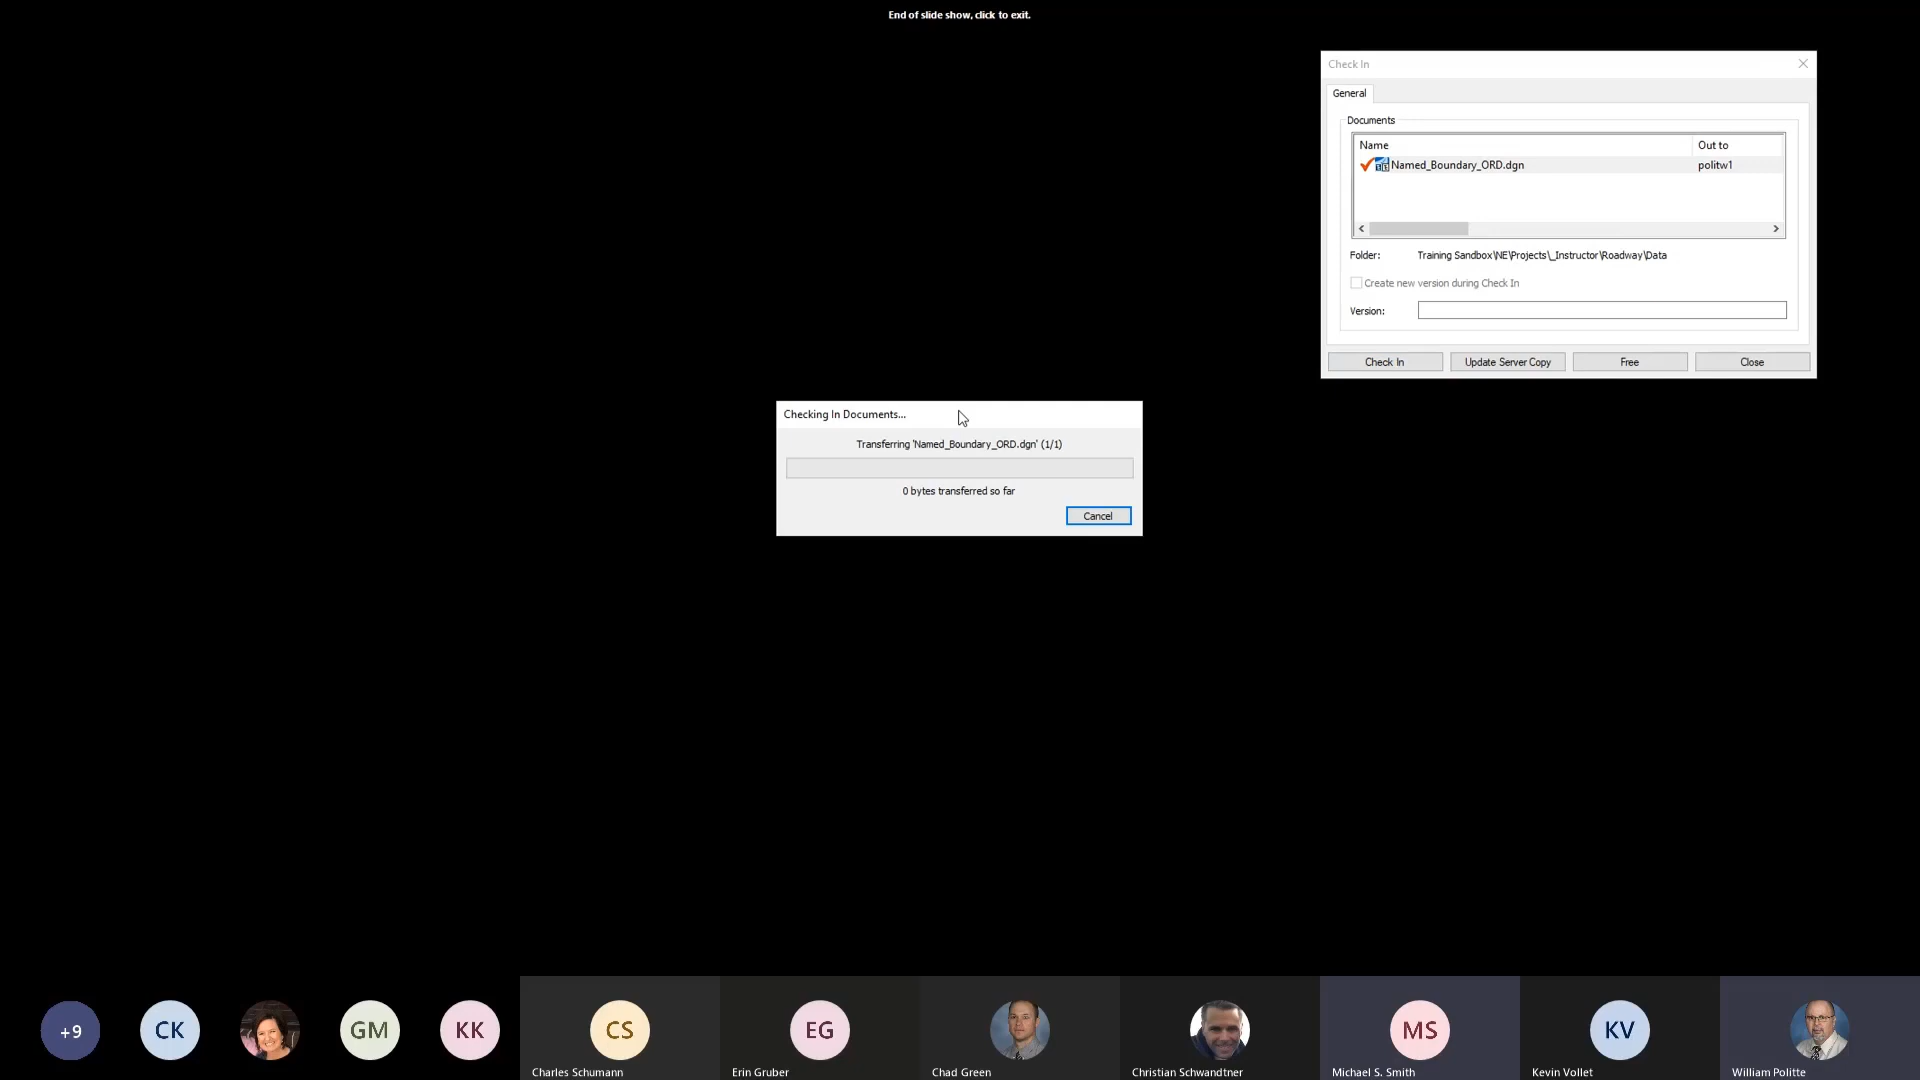 End of slide show, click to exit.
Check In
General
Documents
Name Out to
Named_Boundary_ORD.dgn politw1
Folder: Training Sandbox\NE\Projects\_Instructor\Roadway\Data
Create new version during Check In
Version:
Check In Update Server Copy Free Close
Checking In Documents...
Transferring 'Named_Boundary_ORD.dgn' (1/1)
0 bytes transferred so far
Cancel
+9 CK GM KK CS EG MS KV
Charles Schumann Erin Gruber Chad Green Christian Schwandtner Michael S. Smith Kevin Vollet William Politte